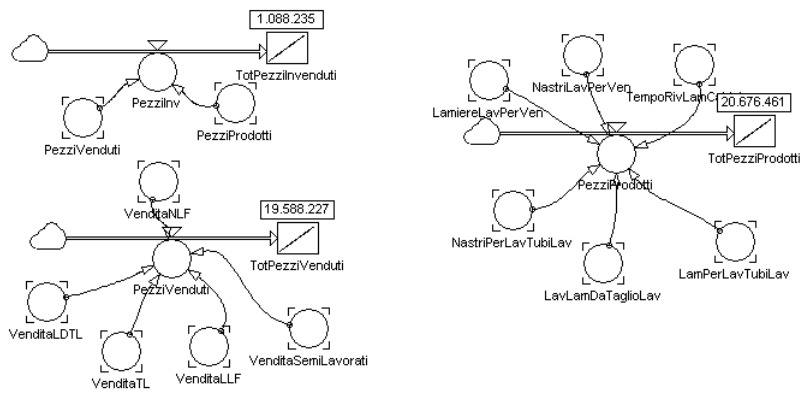 1.088.235
TotPezziInvenduti
PezziInv
PezziVenduti
PezziProdotti
VenditaNLF
19.588.227
TotPezziVenduti
PezziVenduti
VenditaLDTL
VenditaTL
VenditaLLF
VenditaSemiLavorati
NastriLavPerVen
LamiereLavPerVen
20.676.461
TotPezziProdotti
PezziProdotti
NastriPerLavTubiLav
LavLamDaTaglioLav
LamPerLavTubiLav